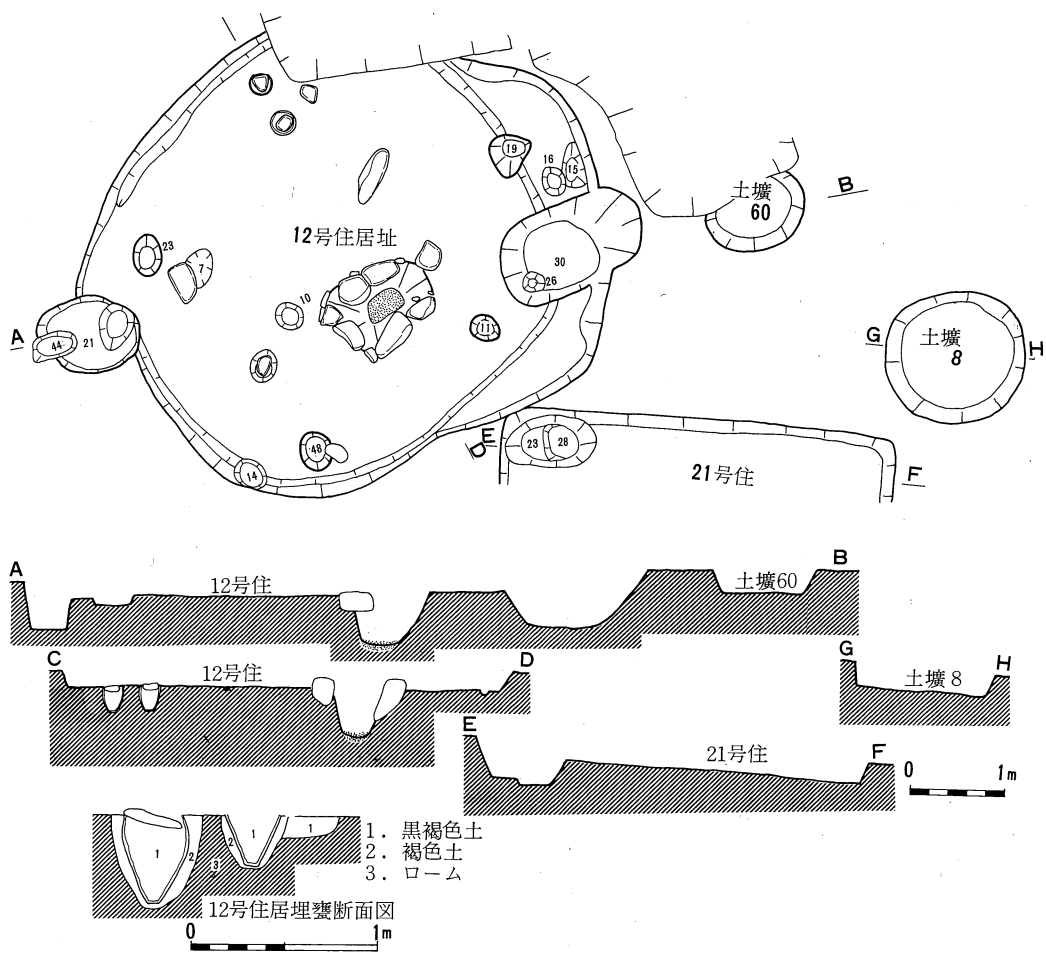 19
16
15
土壙
60
B
12号住居址
23
7
30
26
10
11
A
44
21
G
土壙
8
H
48
14
E
D
23
28
21号住
F
A
12号住
土壙60
B
C
12号住
D
G
土壙8
H
E
21号住
F
0 1m
1
2
3
2
1
1
1. 黒褐色土
2. 褐色土
3. ローム
12号住居埋甕断面図
0 1m